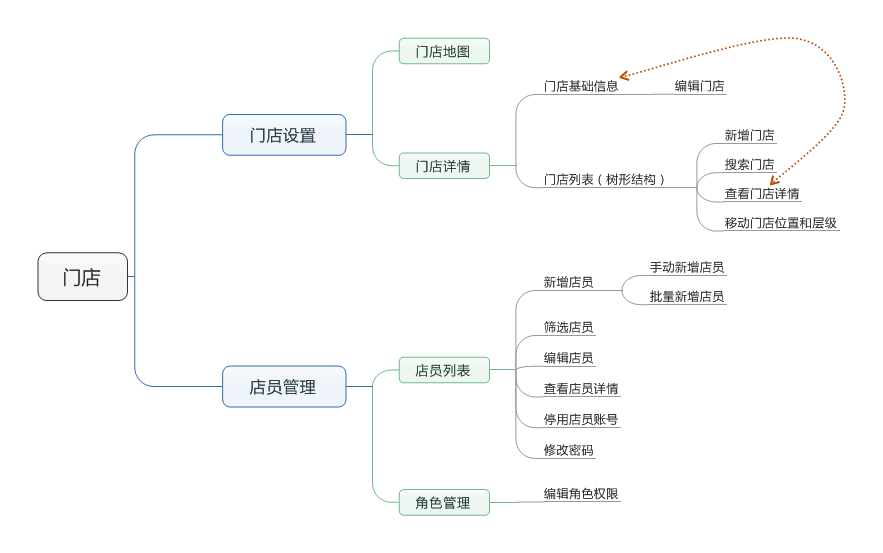 门店
门店设置
门店地图
门店详情
门店基础信息
编辑门店
门店列表（树形结构）
新增门店
搜索门店
查看门店详情
移动门店位置和层级
店员管理
店员列表
新增店员
手动新增店员
批量新增店员
筛选店员
编辑店员
查看店员详情
停用店员账号
修改密码
角色管理
编辑角色权限